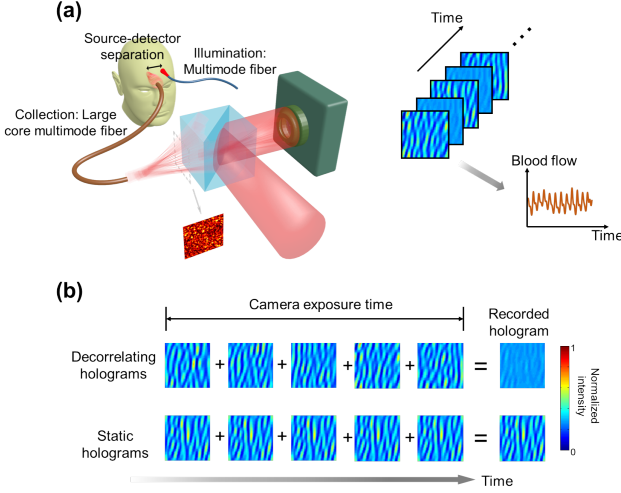 (a)
Source-detector
separation
Illumination:
Multimode fiber
Collection: Large
core multimode fiber
Time
Blood flow
Time
(b)
Camera exposure time
Recorded
hologram
Decorrelating
holograms
+ + + + =
Static
holograms
+ + + + =
1
0
Normalized
intensity
Time